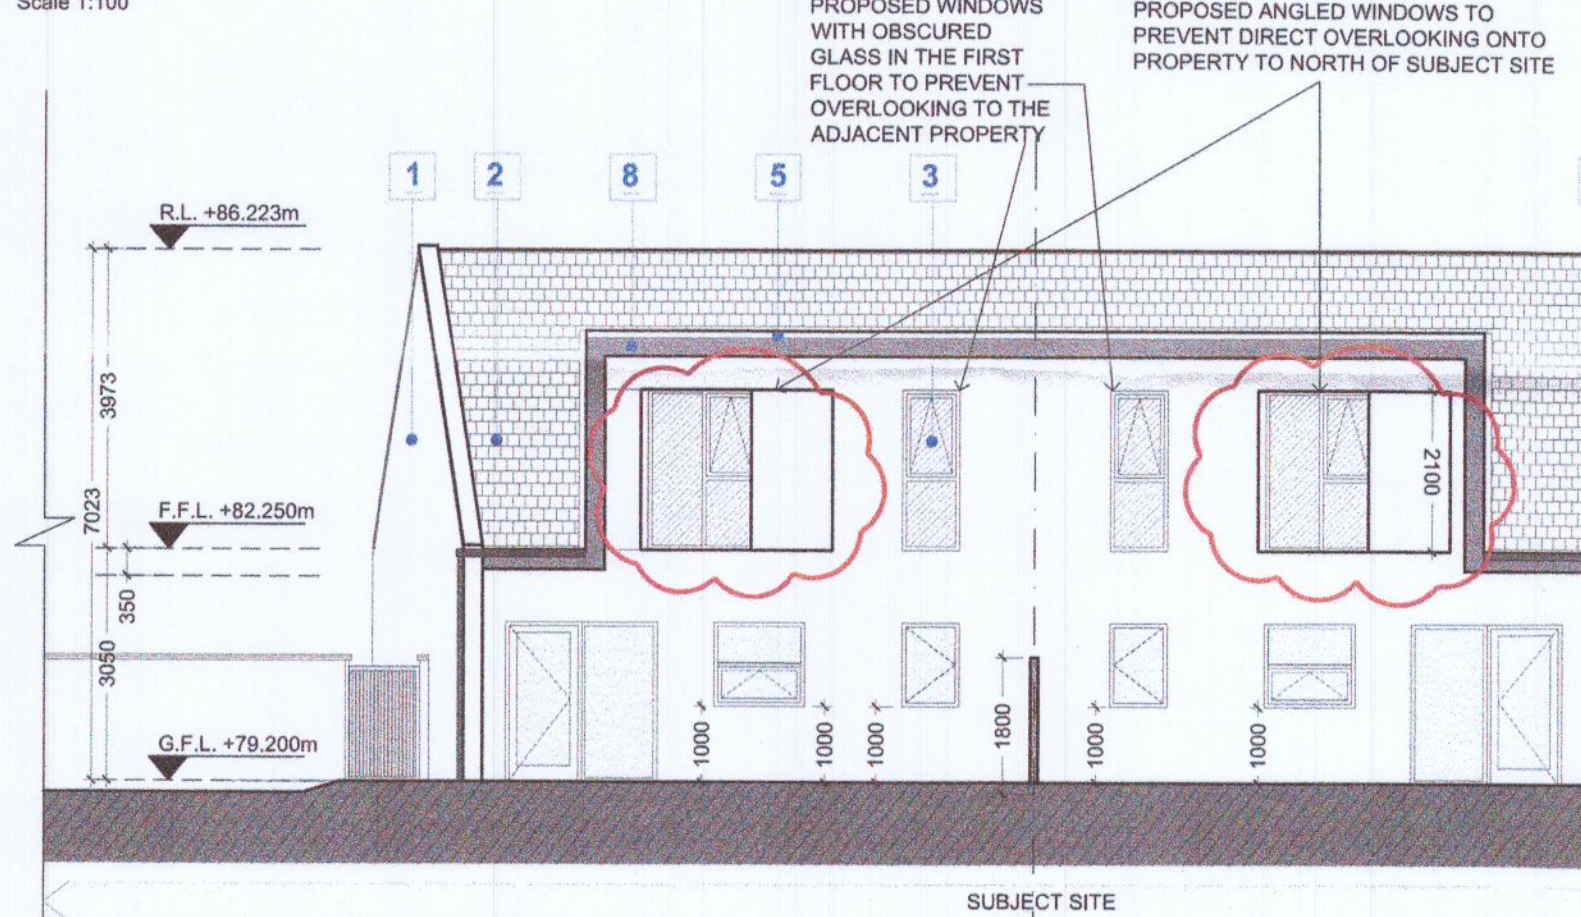 Scale 1:100
PROPOSED WINDOWS
WITH OBSCURED
GLASS IN THE FIRST
FLOOR TO PREVENT
OVERLOOKING TO THE
ADJACENT PROPERTY
PROPOSED ANGLED WINDOWS TO
PREVENT DIRECT OVERLOOKING ONTO
PROPERTY TO NORTH OF SUBJECT SITE
1
2
8
5
3
R.L. +86.223m
3973
7023
2100
F.F.L. +82.250m
350
3050
G.F.L. +79.200m
1000
1000
1000
1800
1000
1000
SUBJECT SITE